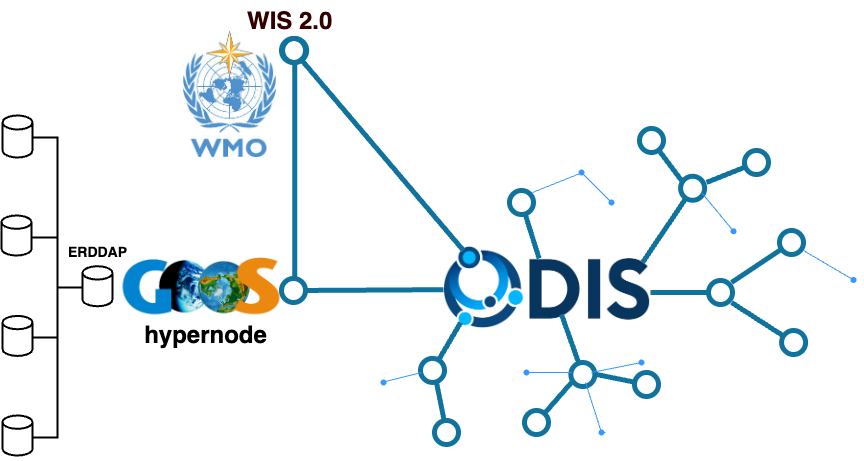 WIS 2.0
WMO
ERDDAP
GOOS
hypernode
ODIS